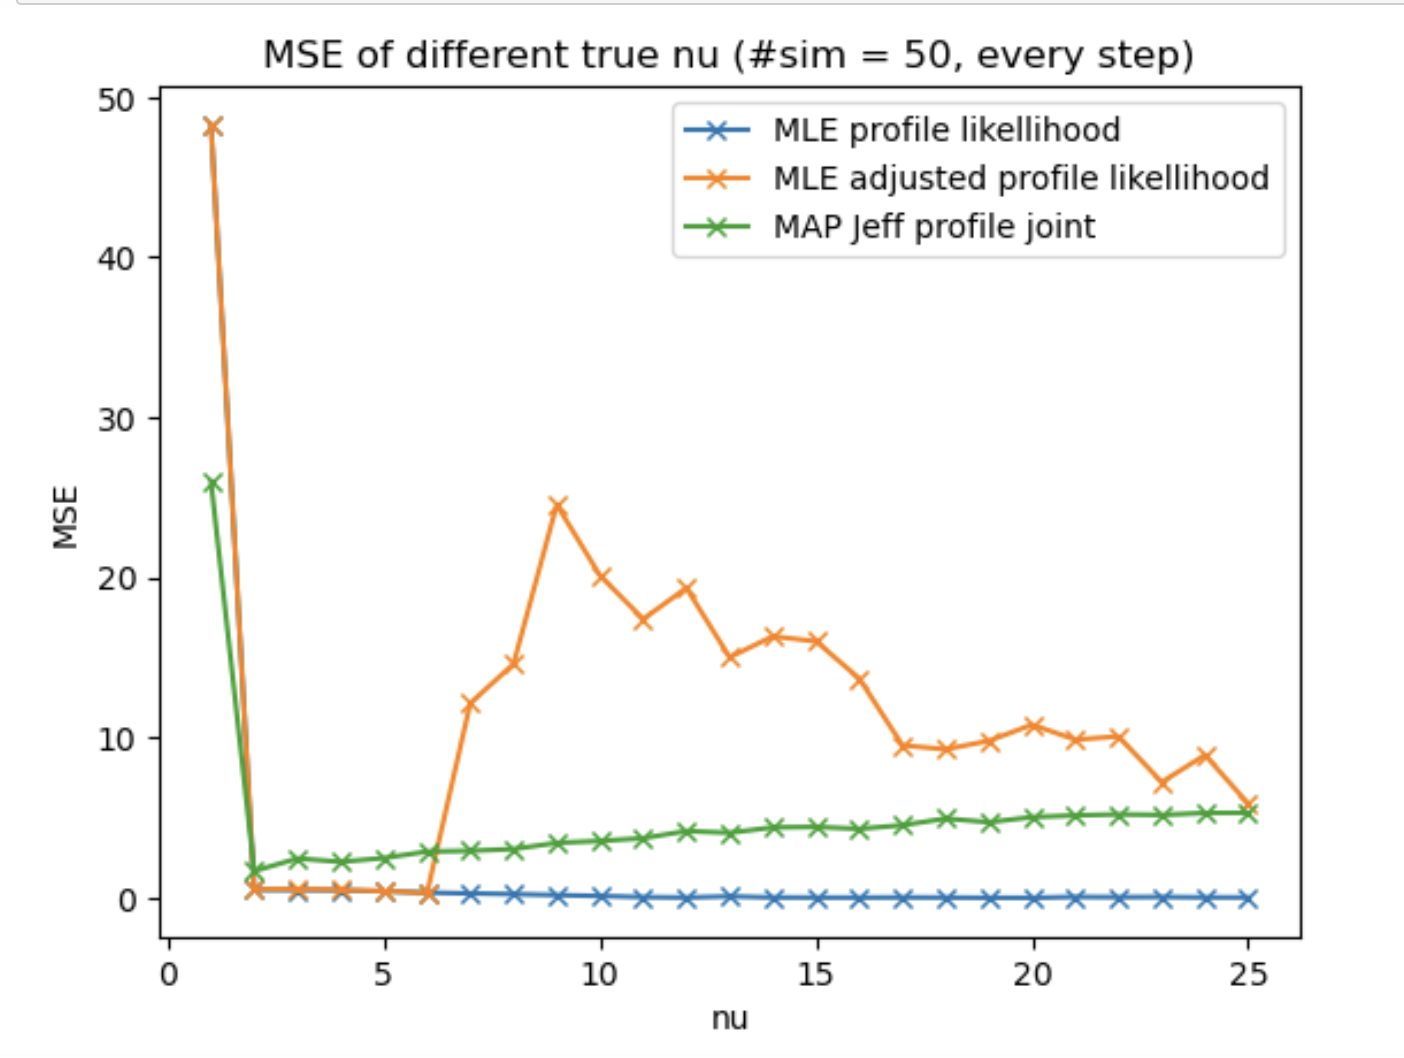 MSE of different true nu (#sim = 50, every step)
50
40
30
20
10
0
MSE
MLE profile likellihood
MLE adjusted profile likellihood
MAP Jeff profile joint
0 5 10 15 20 25
nu